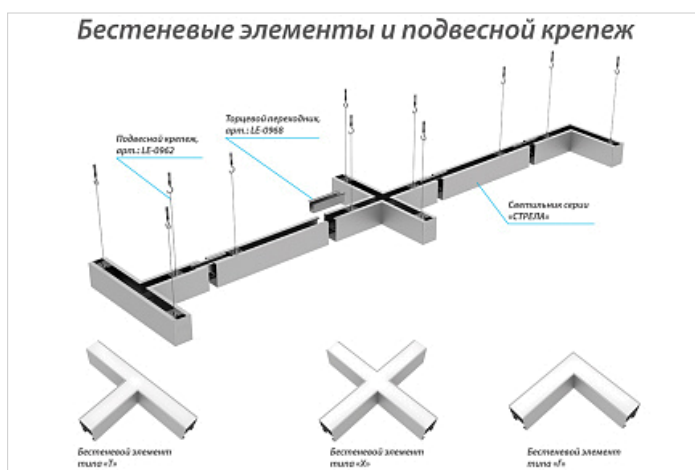 Бестеневые элементы и подвесной крепеж
Торцевой переходник,
арт.: LE-0968
Подвесной крепеж,
арт.: LE-0962
Светильник серии
«СТРЕЛА»
Бестеневой элемент
типа «Т»
Бестеневой элемент
типа «Х»
Бестеневой элемент
типа «Г»